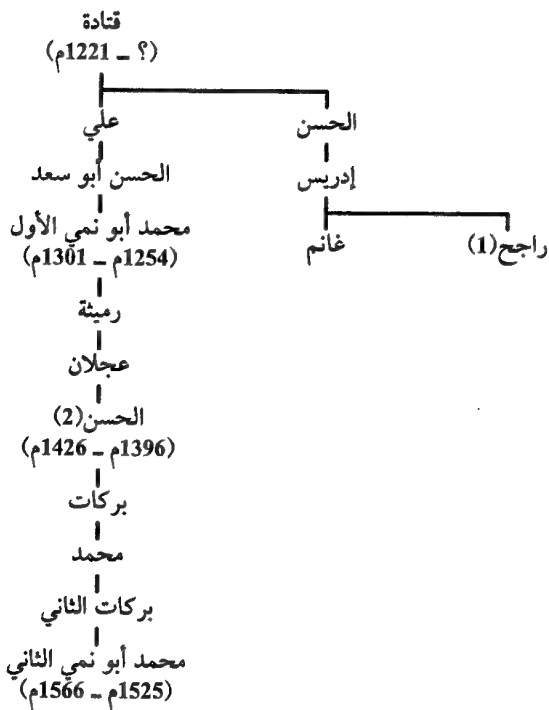 قتادة
(؟ ـ 1221م)
الحسن
علي
إدريس
الحسن أبو سعد
راجح(1)
غانم
محمد أبو نمي الأول
(1254م ـ 1301م)
رميثة
عجلان
الحسن(2)
(1396م ـ 1426م)
بركات
محمد
بركات الثاني
محمد أبو نمي الثاني
(1525م ـ 1566م)